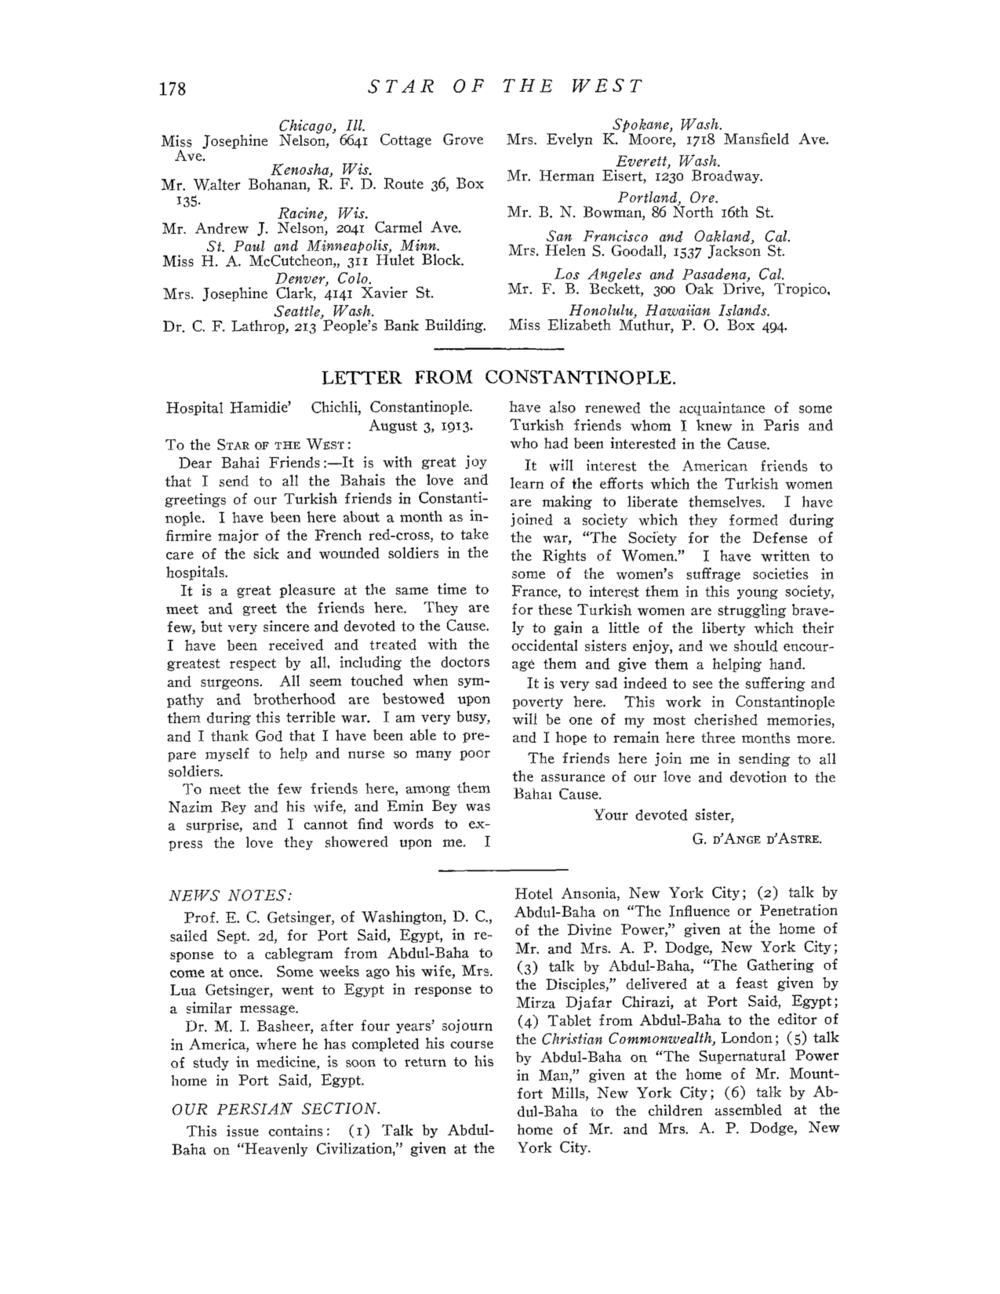 178
STAR OF THE WEST
Chicago, Ill.
Miss Josephine Nelson, 6641 Cottage Grove
Ave.
Kenosha, Wis.
Mr. Walter Bohanan, R. F. D. Route 36, Box
135.
Racine, Wis.
Mr. Andrew J. Nelson, 2041 Carmel Ave.
St. Paul and Minneapolis, Minn.
Miss H. A. McCutcheon,, 311 Hulet Block.
Denver, Colo.
Mrs. Josephine Clark, 4141 Xavier St.
Seattle, Wash.
Dr. C. F. Lathrop, 213 People's Bank Building.
Spokane, Wash.
Mrs. Evelyn K. Moore, 1718 Mansfield Ave.
Everett, Wash.
Mr. Herman Eisert, 1230 Broadway.
Portland, Ore.
Mr. B. N. Bowman, 86 North 16th St.
San Francisco and Oakland, Cal.
Mrs. Helen S. Goodall, 1537 Jackson St.
Los Angeles and Pasadena, Cal.
Mr. F. B. Beckett, 300 Oak Drive, Tropico,
Honolulu, Hawaiian Islands.
Miss Elizabeth Muthur, P. O. Box 494.
LETTER FROM CONSTANTINOPLE.
Hospital Hamidie' Chichli, Constantinople.
August 3, 1913.
To the STAR OF THE WEST:
Dear Bahai Friends:—It is with great joy
that I send to all the Bahais the love and
greetings of our Turkish friends in Constanti-
nople. I have been here about a month as in-
firmire major of the French red-cross, to take
care of the sick and wounded soldiers in the
hospitals.
It is a great pleasure at the same time to
meet and greet the friends here. They are
few, but very sincere and devoted to the Cause.
I have been received and treated with the
greatest respect by all, including the doctors
and surgeons. All seem touched when sym-
pathy and brotherhood are bestowed upon
them during this terrible war. I am very busy,
and I thank God that I have been able to pre-
pare myself to help and nurse so many poor
soldiers.
To meet the few friends here, among them
Nazim Bey and his wife, and Emin Bey was
a surprise, and I cannot find words to ex-
press the love they showered upon me. I
have also renewed the acquaintance of some
Turkish friends whom I knew in Paris and
who had been interested in the Cause.
It will interest the American friends to
learn of the efforts which the Turkish women
are making to liberate themselves. I have
joined a society which they formed during
the war, "The Society for the Defense of
the Rights of Women." I have written to
some of the women's suffrage societies in
France, to interest them in this young society,
for these Turkish women are struggling brave-
ly to gain a little of the liberty which their
occidental sisters enjoy, and we should encour-
age them and give them a helping hand.
It is very sad indeed to see the suffering and
poverty here. This work in Constantinople
will be one of my most cherished memories,
and I hope to remain here three months more.
The friends here join me in sending to all
the assurance of our love and devotion to the
Bahai Cause.
Your devoted sister,
G. D'ANGE D'ASTRE.
NEWS NOTES:
Prof. E. C. Getsinger, of Washington, D. C.,
sailed Sept. 2d, for Port Said, Egypt, in re-
sponse to a cablegram from Abdul-Baha to
come at once. Some weeks ago his wife, Mrs.
Lua Getsinger, went to Egypt in response to
a similar message.
Dr. M. I. Basheer, after four years' sojourn
in America, where he has completed his course
of study in medicine, is soon to return to his
home in Port Said, Egypt.
OUR PERSIAN SECTION.
This issue contains: (1) Talk by Abdul-
Baha on "Heavenly Civilization," given at the
Hotel Ansonia, New York City; (2) talk by
Abdul-Baha on "The Influence or Penetration
of the Divine Power," given at the home of
Mr. and Mrs. A. P. Dodge, New York City;
(3) talk by Abdul-Baha, "The Gathering of
the Disciples," delivered at a feast given by
Mirza Djafar Chirazi, at Port Said, Egypt;
(4) Tablet from Abdul-Baha to the editor of
the Christian Commonwealth, London; (5) talk
by Abdul-Baha on "The Supernatural Power
in Man," given at the home of Mr. Mount-
fort Mills, New York City; (6) talk by Ab-
dul-Baha to the children assembled at the
home of Mr. and Mrs. A. P. Dodge, New
York City.